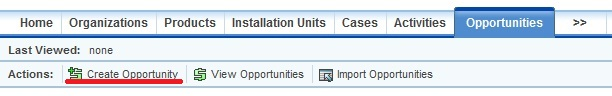 Home Organizations Products Installation Units Cases Activities Opportunities >>
Last Viewed: none
Actions: Create Opportunity View Opportunities Import Opportunities